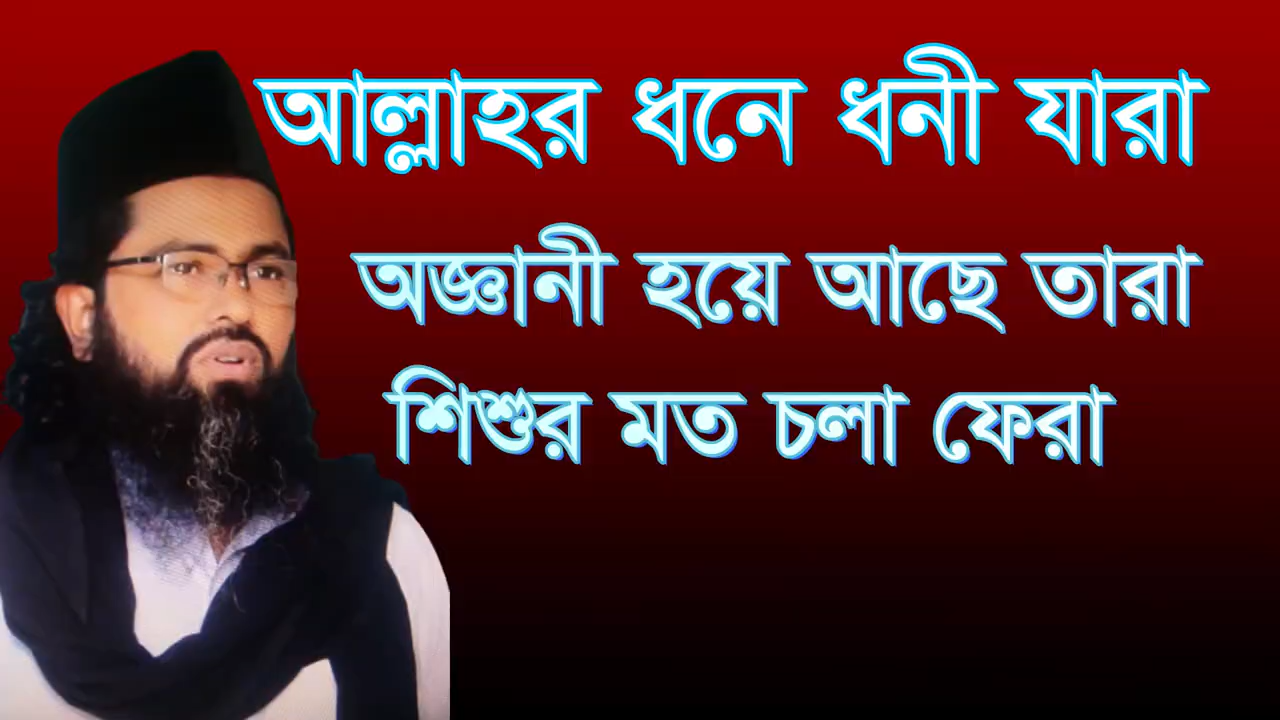 আল্লাহর ধনে ধনী যারা
অজ্ঞানী হয়ে আছে তারা
শিশুর মত চলা ফেরা